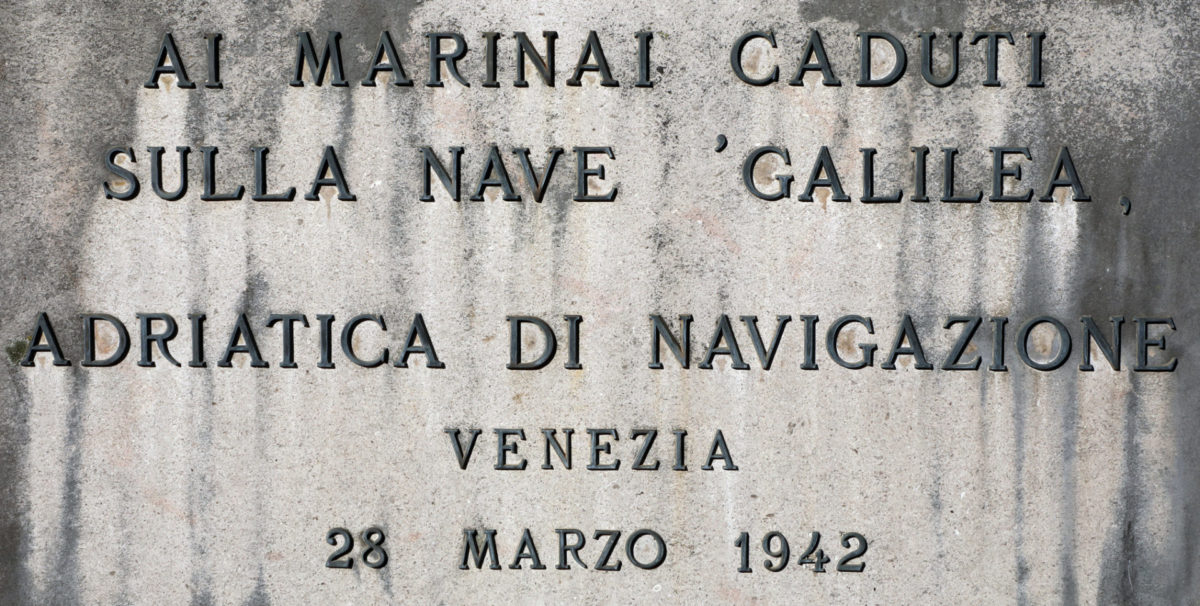 AI MARINAI CADUTI
SULLA NAVE 'GALILEA,
ADRIATICA DI NAVIGAZIONE
VENEZIA
28 MARZO 1942